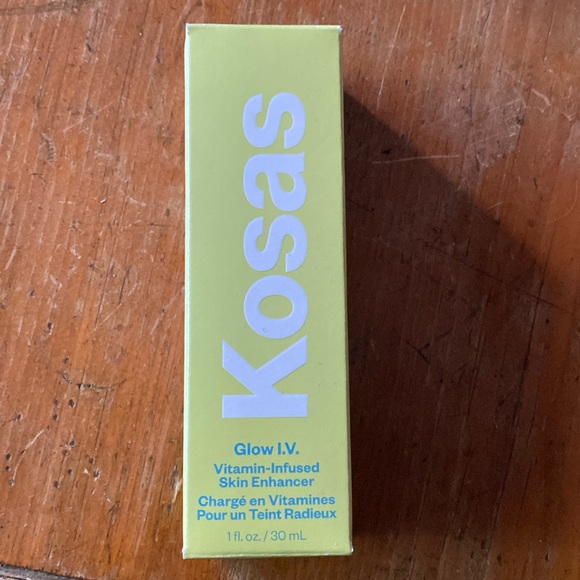 Kosas
Glow I.V.
Vitamin-Infused
Skin Enhancer
Chargé en Vitamines
Pour un Teint Radieux
1 fl. oz. / 30 mL